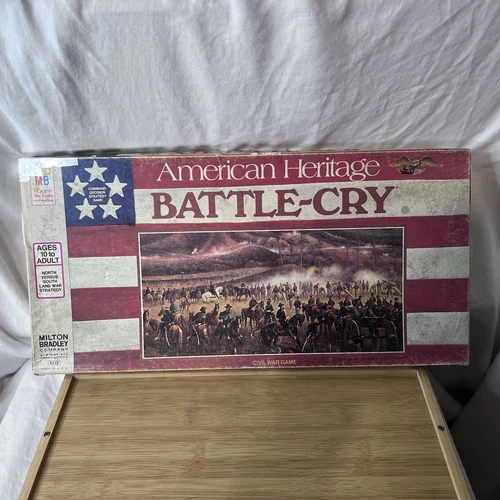 American Heritage
BATTLE-CRY
COMMAND
DECISION
STRATEGY
GAME
MB
AGES
10 to
ADULT
NORTH
VERSUS
SOUTH
LAND WAR
STRATEGY
MILTON
BRADLEY
COMPANY
CIVIL WAR GAME